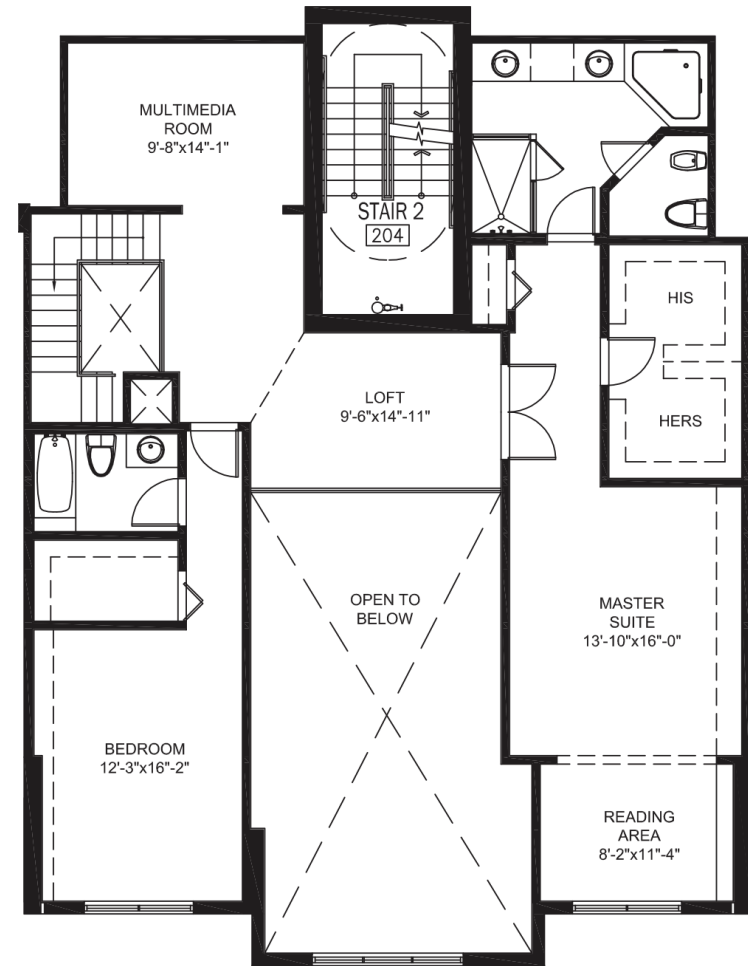 MULTIMEDIA
ROOM
9'-8"x14"-1"
STAIR 2
204
HIS
HERS
LOFT
9'-6"x14"-11"
OPEN TO
BELOW
MASTER
SUITE
13'-10"x16"-0"
BEDROOM
12'-3"x16"-2"
READING
AREA
8'-2"x11"-4"